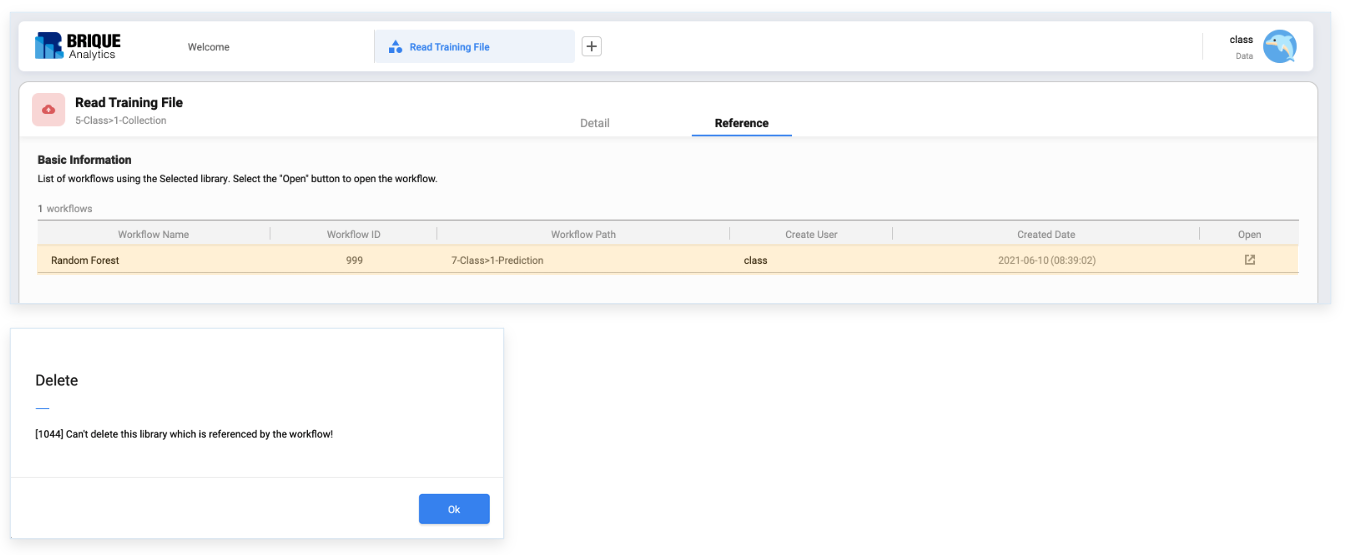 BRIQUE
Analytics
Welcome
Read Training File
class
Data
Read Training File
5-Class>1-Collection
Detail
Reference
Basic Information
List of workflows using the Selected library. Select the "Open" button to open the workflow.
1 workflows
Workflow Name Workflow ID Workflow Path Create User Created Date Open
Random Forest 999 7-Class>1-Prediction class 2021-06-10 (08:39:02)
Delete
[1044] Can't delete this library which is referenced by the workflow!
Ok